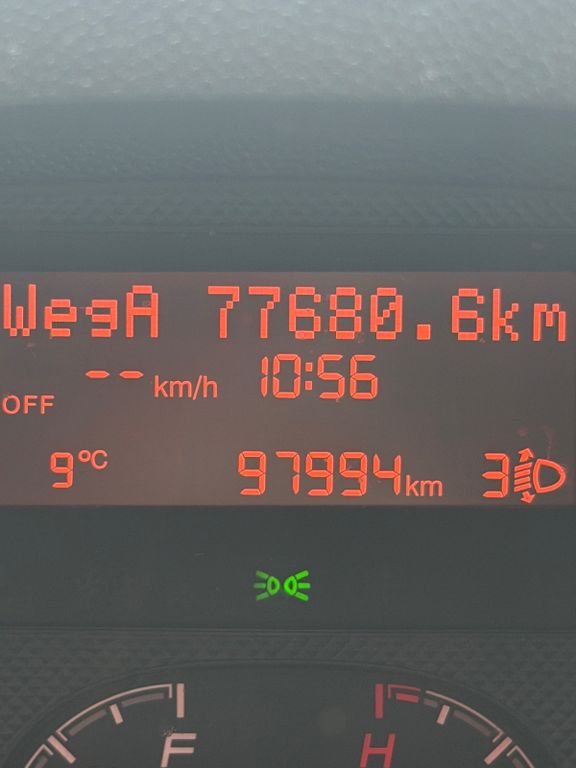 WegA 77680.6km
-- km/h 10:56
OFF
9°C 97994km 3
F H